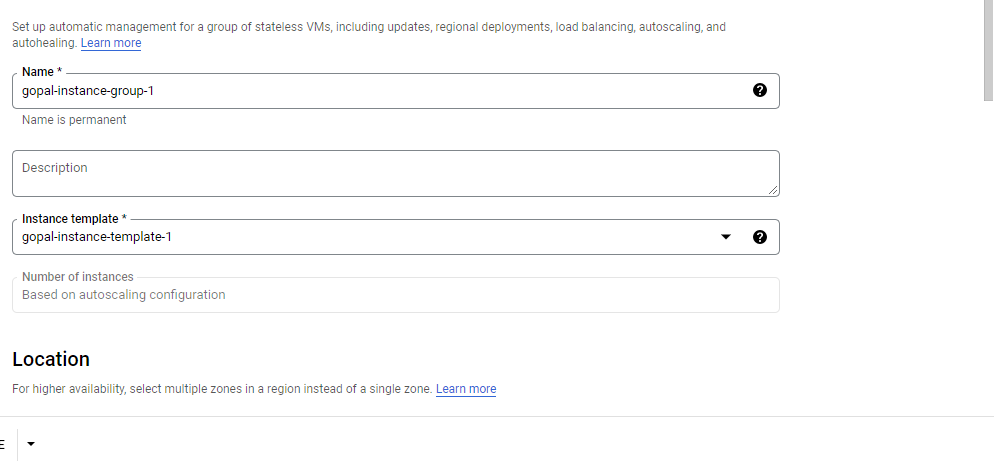 Set up automatic management for a group of stateless VMs, including updates, regional deployments, load balancing, autoscaling, and
autohealing. Learn more
Name *
gopal-instance-group-1
Name is permanent
Description
Instance template *
gopal-instance-template-1
Number of instances
Based on autoscaling configuration
Location
For higher availability, select multiple zones in a region instead of a single zone. Learn more
E